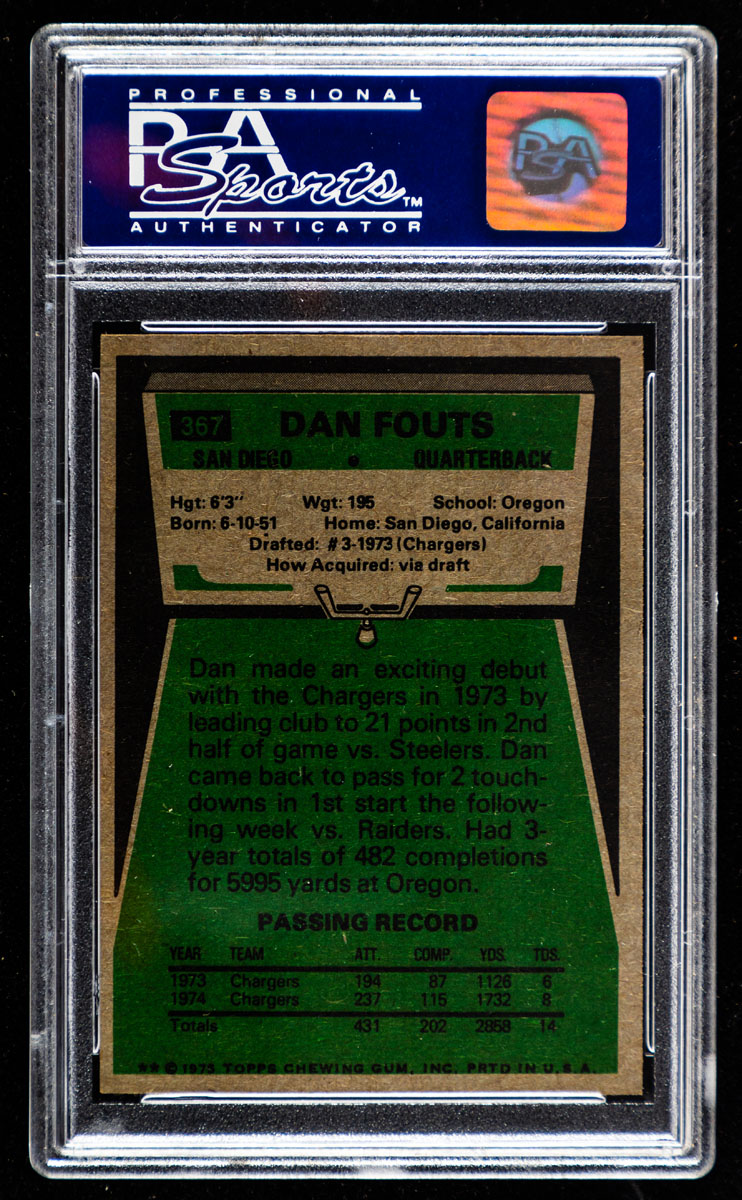 PROFESSIONAL
PSA
Sports™
AUTHENTICATOR
PSA
367 DAN FOUTS
SAN DIEGO • QUARTERBACK
Hgt: 6'3" Wgt: 195 School: Oregon
Born: 6-10-51 Home: San Diego, California
Drafted: #3-1973 (Chargers)
How Acquired: via draft
Dan made an exciting debut
with the Chargers in 1973 by
leading club to 21 points in 2nd
half of game vs. Steelers. Dan
came back to pass for 2 touch-
downs in 1st start the follow-
ing week vs. Raiders. Had 3-
year totals of 482 completions
for 5995 yards at Oregon.
PASSING RECORD
YEAR TEAM ATT. COMP. YDS. TDS.
1973 Chargers 194 87 1126 6
1974 Chargers 237 115 1732 8
Totals 431 202 2858 14
** © 1975 TOPPS CHEWING GUM, INC. PRTD IN U.S.A.